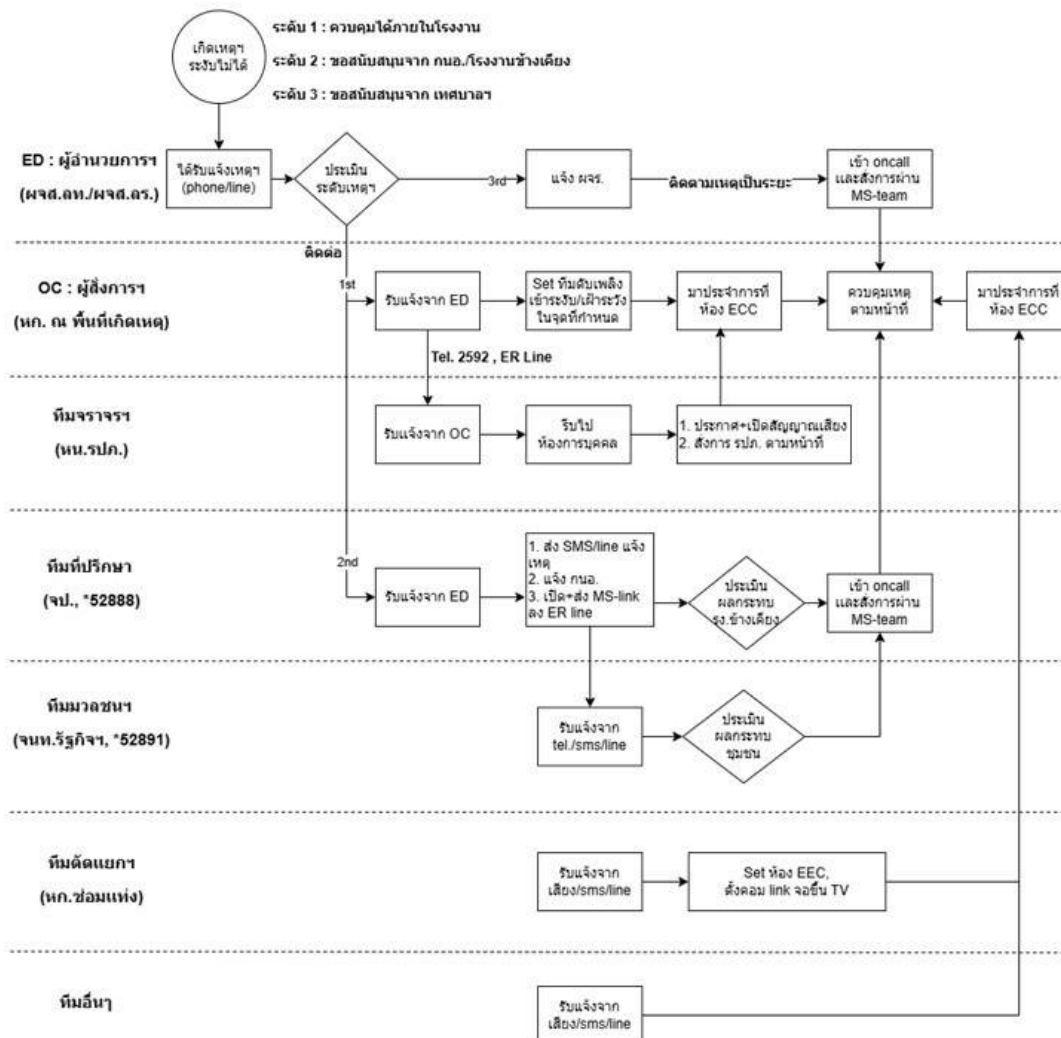 เกิดเหตุฯ
ระงับไม่ได้
ระดับ 1 : ควบคุมได้ภายในโรงงาน
ระดับ 2 : ขอสนับสนุนจาก กนอ./โรงงานข้างเคียง
ระดับ 3 : ขอสนับสนุนจาก เทศบาลฯ
ED : ผู้อำนวยการฯ
(ผจส.ลท./ผจส.ลร.)
ได้รับแจ้งเหตุฯ
(phone/line)
ประเมิน
ระดับเหตุฯ
3rd
แจ้ง ผจร.
ติดตามเหตุเป็นระยะ
เข้า oncall
และสั่งการผ่าน
MS-team
ติดต่อ
1st
OC : ผู้สั่งการฯ
(หก. ณ พื้นที่เกิดเหตุ)
รับแจ้งจาก ED
Set ทีมดับเพลิง
เข้าระงับ/เฝ้าระวัง
ในจุดที่กำหนด
มาประจำการที่
ห้อง ECC
ควบคุมเหตุ
ตามหน้าที่
มาประจำการที่
ห้อง ECC
Tel. 2592 , ER Line
ทีมจราจรฯ
(หน.รปภ.)
รับแจ้งจาก OC
รีบไป
ห้องการบุคคล
1. ประกาศ+เปิดสัญญาณเสียง
2. สั่งการ รปภ. ตามหน้าที่
2nd
ทีมที่ปรึกษา
(จป., *52888)
รับแจ้งจาก ED
1. ส่ง SMS/line แจ้ง
เหตุ
2. แจ้ง กนอ.
3. เปิด+ส่ง MS-link
ลง ER line
ประเมิน
ผลกระทบ
รง.ข้างเคียง
เข้า oncall
และสั่งการผ่าน
MS-team
ทีมมวลชนฯ
(จนท.รัฐกิจฯ, *52891)
รับแจ้งจาก
tel./sms/line
ประเมิน
ผลกระทบ
ชุมชน
ทีมตัดแยกฯ
(หก.ซ่อมแห่ง)
รับแจ้งจาก
เสียง/sms/line
Set ห้อง EEC,
ตั้งคอม link จอขึ้น TV
ทีมอื่นๆ
รับแจ้งจาก
เสียง/sms/line